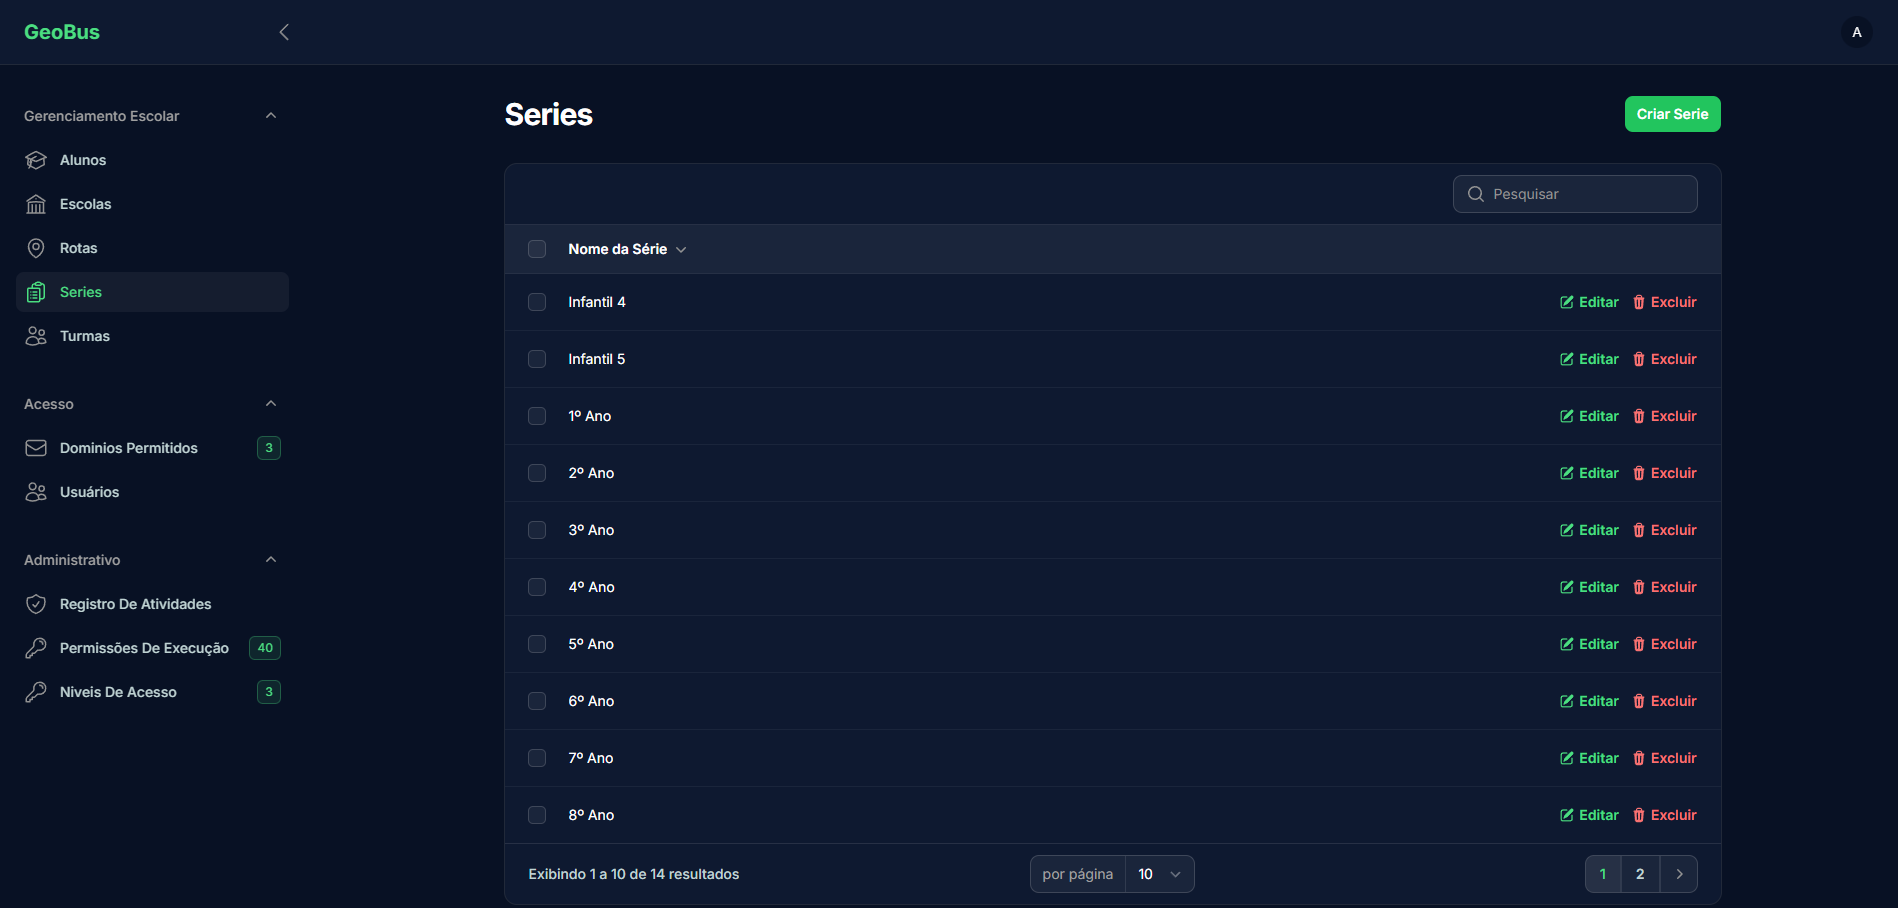 GeoBus
A
Gerenciamento Escolar
Alunos
Escolas
Rotas
Series
Turmas
Acesso
Dominios Permitidos 3
Usuários
Administrativo
Registro De Atividades
Permissões De Execução 40
Niveis De Acesso 3
Series
Criar Serie
Pesquisar
Nome da Série
Infantil 4 Editar Excluir
Infantil 5 Editar Excluir
1º Ano Editar Excluir
2º Ano Editar Excluir
3º Ano Editar Excluir
4º Ano Editar Excluir
5º Ano Editar Excluir
6º Ano Editar Excluir
7º Ano Editar Excluir
8º Ano Editar Excluir
Exibindo 1 a 10 de 14 resultados por página 10 1 2